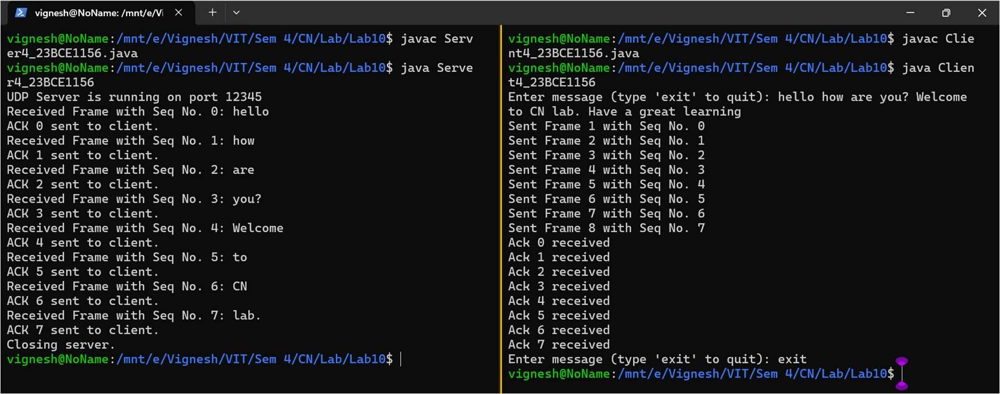 vignesh@NoName: /mnt/e/Vi
vignesh@NoName:/mnt/e/Vignesh/VIT/Sem 4/CN/Lab/Lab10$ javac Serv
er4_23BCE1156.java
vignesh@NoName:/mnt/e/Vignesh/VIT/Sem 4/CN/Lab/Lab10$ java Serve
r4_23BCE1156
UDP Server is running on port 12345
Received Frame with Seq No. 0: hello
ACK 0 sent to client.
Received Frame with Seq No. 1: how
ACK 1 sent to client.
Received Frame with Seq No. 2: are
ACK 2 sent to client.
Received Frame with Seq No. 3: you?
ACK 3 sent to client.
Received Frame with Seq No. 4: Welcome
ACK 4 sent to client.
Received Frame with Seq No. 5: to
ACK 5 sent to client.
Received Frame with Seq No. 6: CN
ACK 6 sent to client.
Received Frame with Seq No. 7: lab.
ACK 7 sent to client.
Closing server.
vignesh@NoName:/mnt/e/Vignesh/VIT/Sem 4/CN/Lab/Lab10$
vignesh@NoName:/mnt/e/Vignesh/VIT/Sem 4/CN/Lab/Lab10$ javac Clie
nt4_23BCE1156.java
vignesh@NoName:/mnt/e/Vignesh/VIT/Sem 4/CN/Lab/Lab10$ java Clien
t4_23BCE1156
Enter message (type 'exit' to quit): hello how are you? Welcome
to CN lab. Have a great learning
Sent Frame 1 with Seq No. 0
Sent Frame 2 with Seq No. 1
Sent Frame 3 with Seq No. 2
Sent Frame 4 with Seq No. 3
Sent Frame 5 with Seq No. 4
Sent Frame 6 with Seq No. 5
Sent Frame 7 with Seq No. 6
Sent Frame 8 with Seq No. 7
Ack 0 received
Ack 1 received
Ack 2 received
Ack 3 received
Ack 4 received
Ack 5 received
Ack 6 received
Ack 7 received
Enter message (type 'exit' to quit): exit
vignesh@NoName:/mnt/e/Vignesh/VIT/Sem 4/CN/Lab/Lab10$